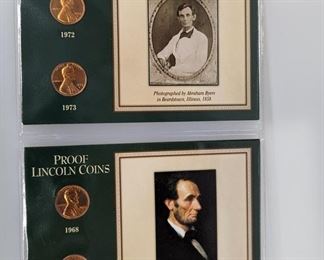 1972
1973
Photographed by Abraham Byers
in Beardstown, Illinois, 1858
PROOF
LINCOLN COINS
1968